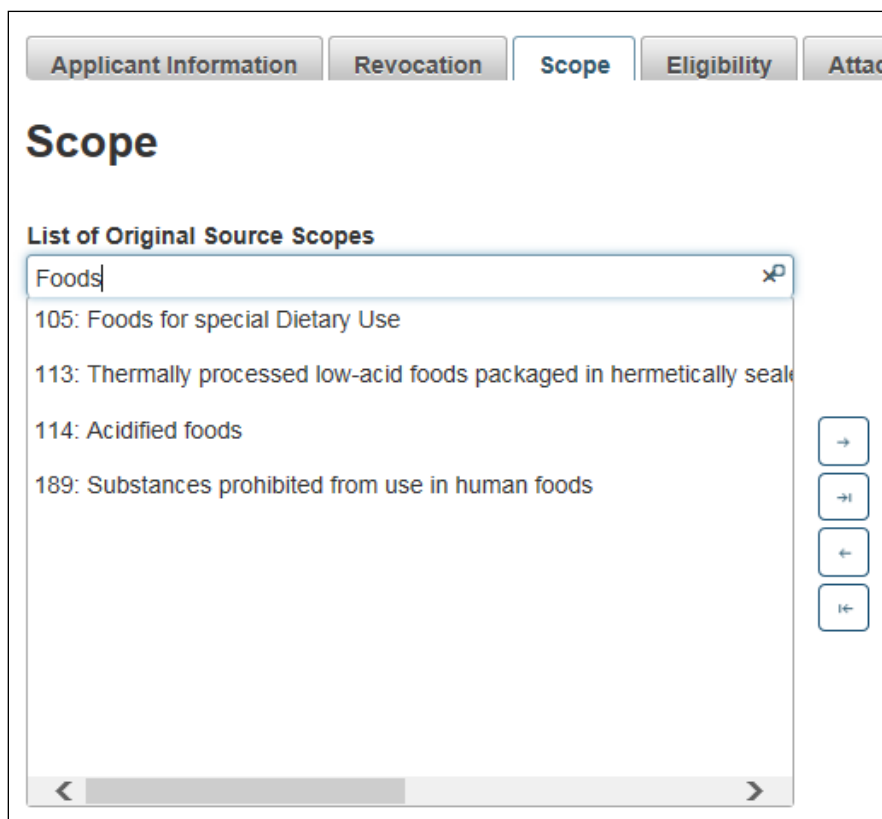 Applicant Information Revocation Scope Eligibility Attac
Scope
List of Original Source Scopes
Foods
105: Foods for special Dietary Use
113: Thermally processed low-acid foods packaged in hermetically seale
114: Acidified foods
189: Substances prohibited from use in human foods